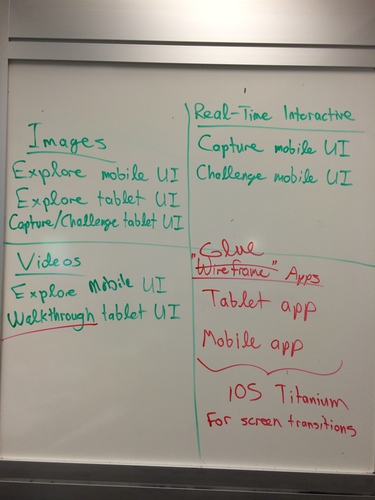 Images
Explore mobile UI
Explore tablet UI
Capture/Challenge tablet UI
Real-Time Interactive
Capture mobile UI
Challenge mobile UI
Videos
Explore Mobile UI
Walkthrough tablet UI
Glue
"Wireframe" Apps
Tablet app
Mobile app
iOS Titanium
For screen transitions